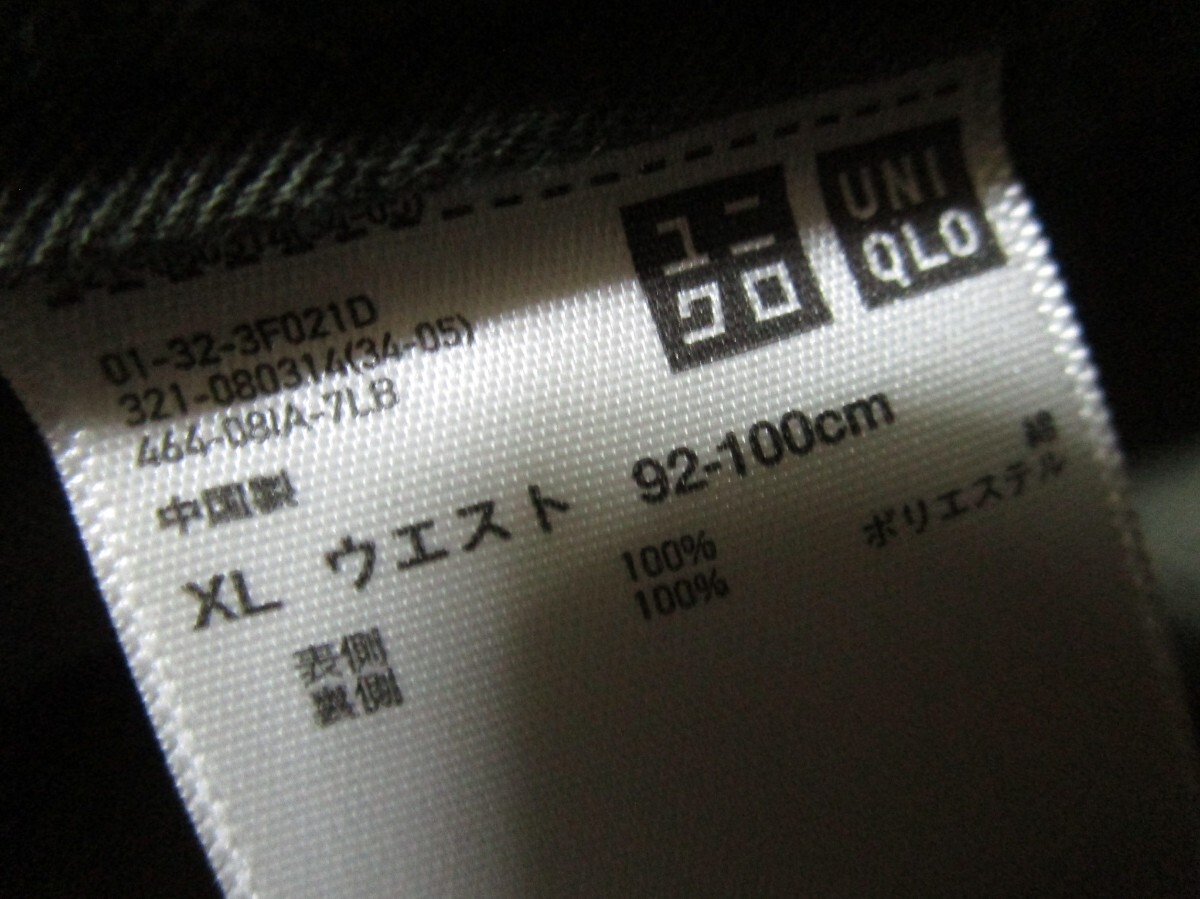 ユニ
クロ
UNI
QLO
01-32-3F021D
321-080314(34-05)
464-08IA-7LB
中国製
XL ウエスト 92-100cm
表側 100% 綿
裏側 100% ポリエステル